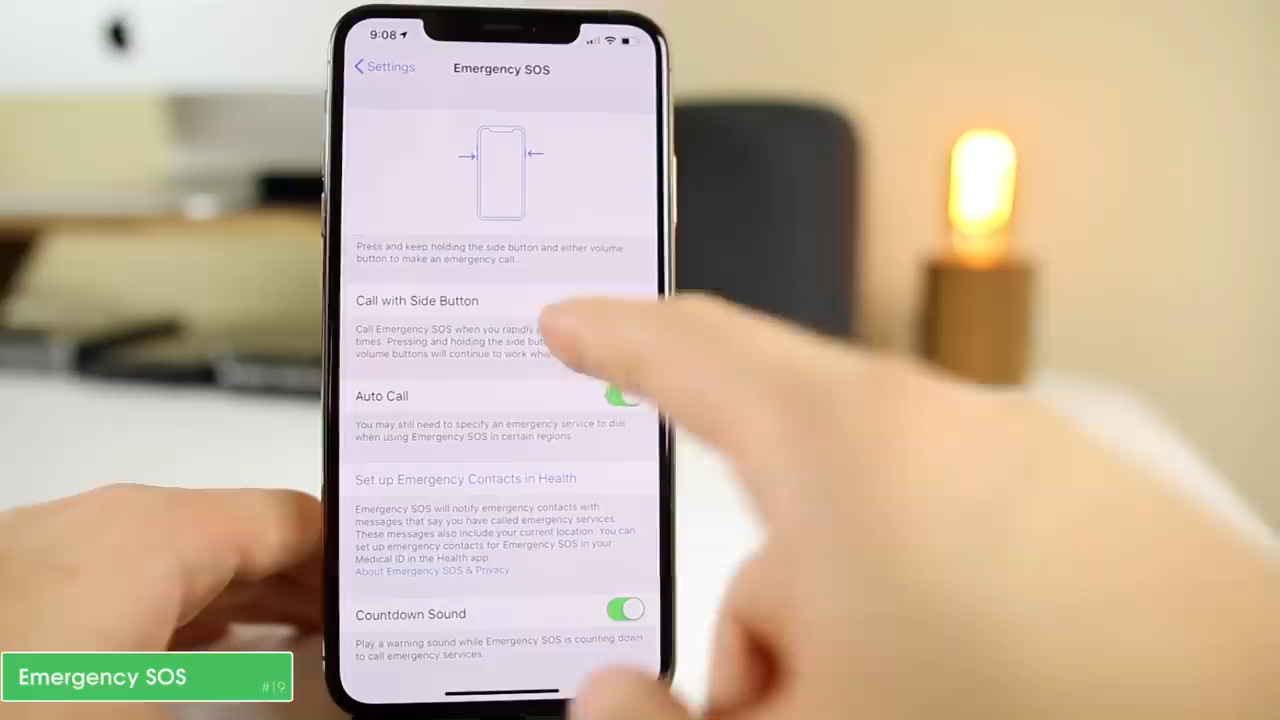 9:08
Settings
Emergency SOS
Press and keep holding the side button and either volume
button to make an emergency call.
Call with Side Button
Call Emergency SOS when you rapidly
times. Pressing and holding the side
volume buttons will continue to work
Auto Call
You may still need to specify an emergency service to dial
when using Emergency SOS in certain regions
Set up Emergency Contacts in Health
Emergency SOS will notify emergency contacts with
messages that say you have called emergency services.
These messages also include your current location. You can
set up emergency contacts for Emergency SOS in your
Medical ID in the Health app.
About Emergency SOS & Privacy
Countdown Sound
Play a warning sound while Emergency SOS is counting down
to call emergency services.
Emergency SOS
#19